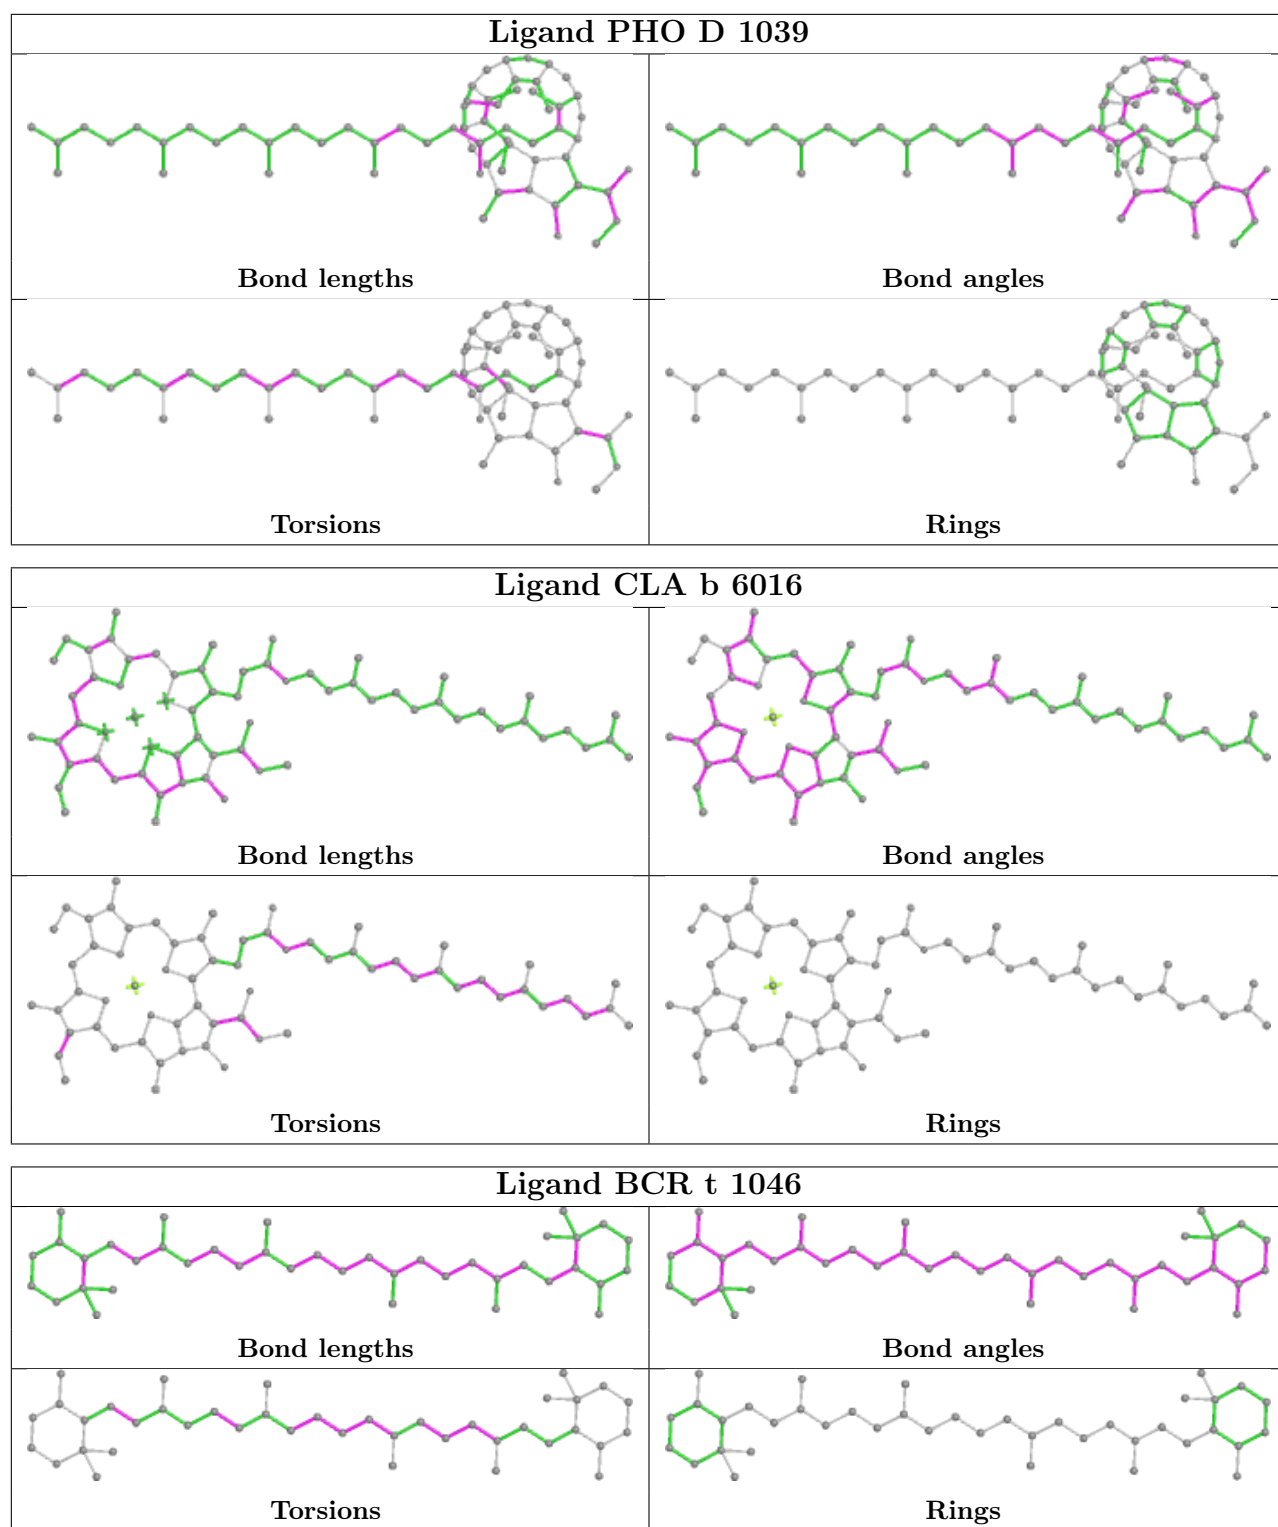 Ligand PHO D 1039
Bond lengths
Bond angles
Torsions
Rings
Ligand CLA b 6016
Bond lengths
Bond angles
Torsions
Rings
Ligand BCR t 1046
Bond lengths
Bond angles
Torsions
Rings